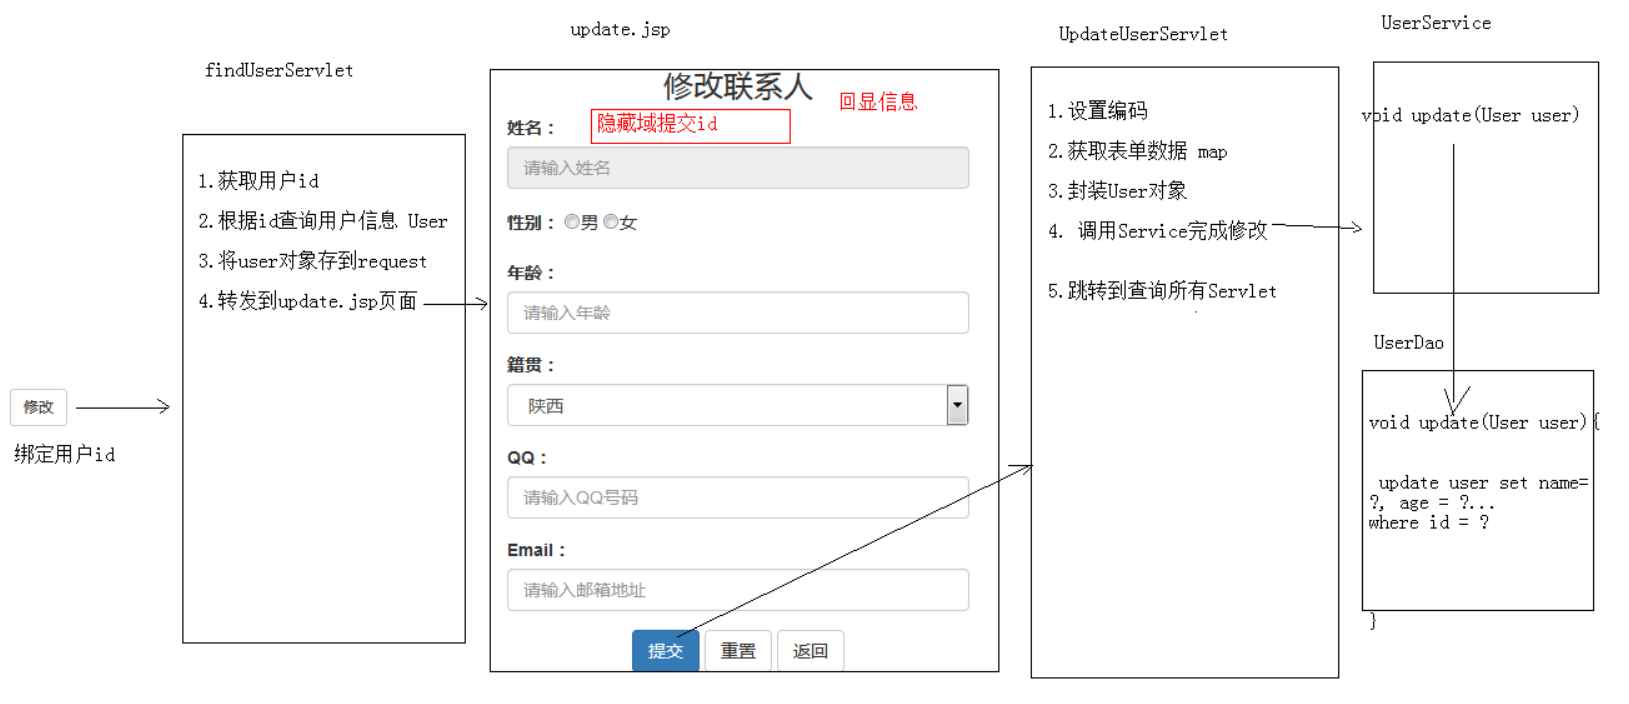 修改
绑定用户id
findUserServlet
1.获取用户id
2.根据id查询用户信息 User
3.将user对象存到request
4.转发到update.jsp页面
update.jsp
修改联系人
回显信息
姓名：
隐藏域提交id
请输入姓名
性别： 男 女
年龄：
请输入年龄
籍贯：
陕西
QQ：
请输入QQ号码
Email：
请输入邮箱地址
提交 重置 返回
UpdateUserServlet
1.设置编码
2.获取表单数据 map
3.封装User对象
4. 调用Service完成修改
5.跳转到查询所有Servlet
UserService
void update(User user)
UserDao
void update(User user){
update user set name=
?, age = ?...
where id = ?
}